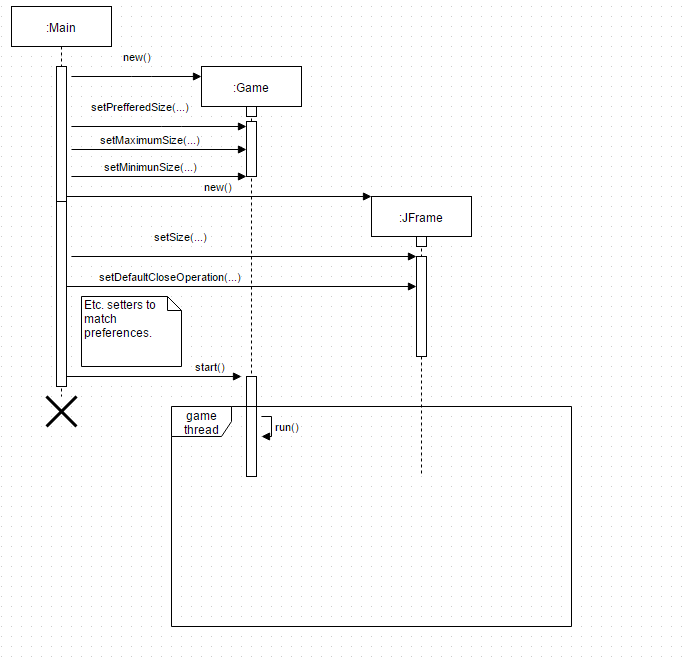 :Main
new()
:Game
setPrefferedSize(...)
setMaximumSize(...)
setMinimunSize(...)
new()
:JFrame
setSize(...)
setDefaultCloseOperation(...)
Etc. setters to
match
preferences.
start()
game
thread
run()